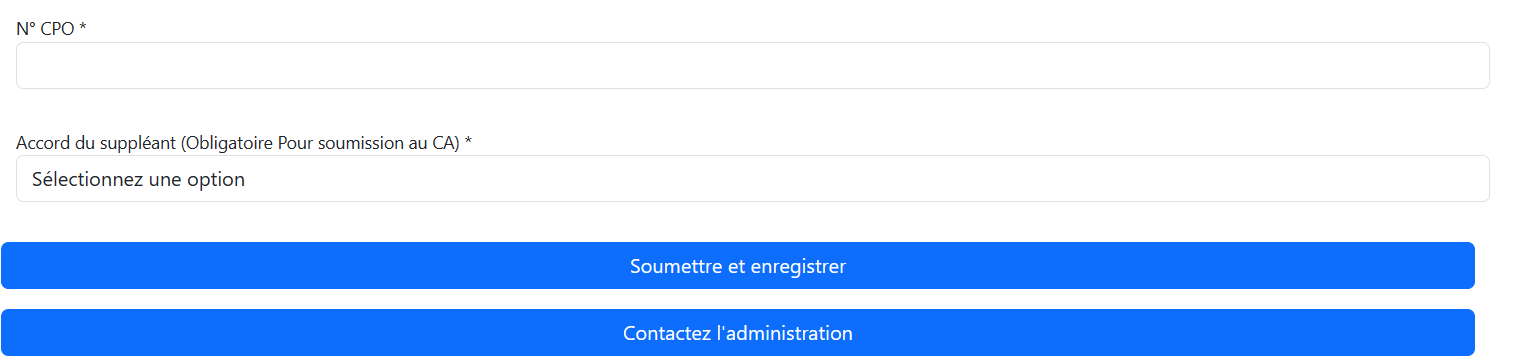 N° CPO *
Accord du suppléant (Obligatoire Pour soumission au CA) *
Sélectionnez une option
Soumettre et enregistrer
Contactez l'administration